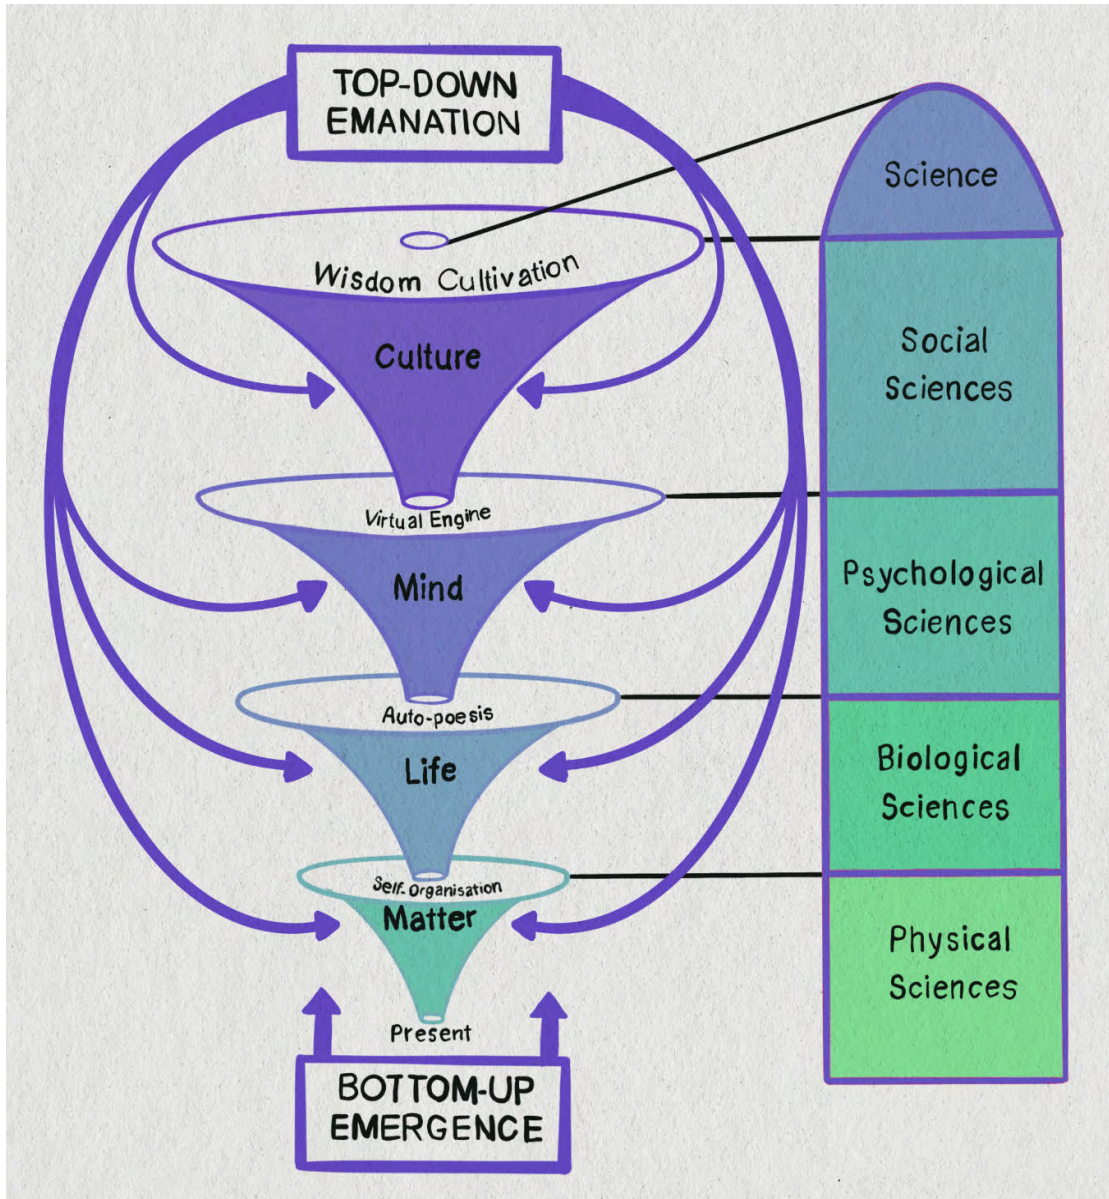 TOP-DOWN
EMANATION
Wisdom Cultivation
Culture
Virtual Engine
Mind
Auto-poesis
Life
Self-Organisation
Matter
Present
BOTTOM-UP
EMERGENCE
Science
Social
Sciences
Psychological
Sciences
Biological
Sciences
Physical
Sciences